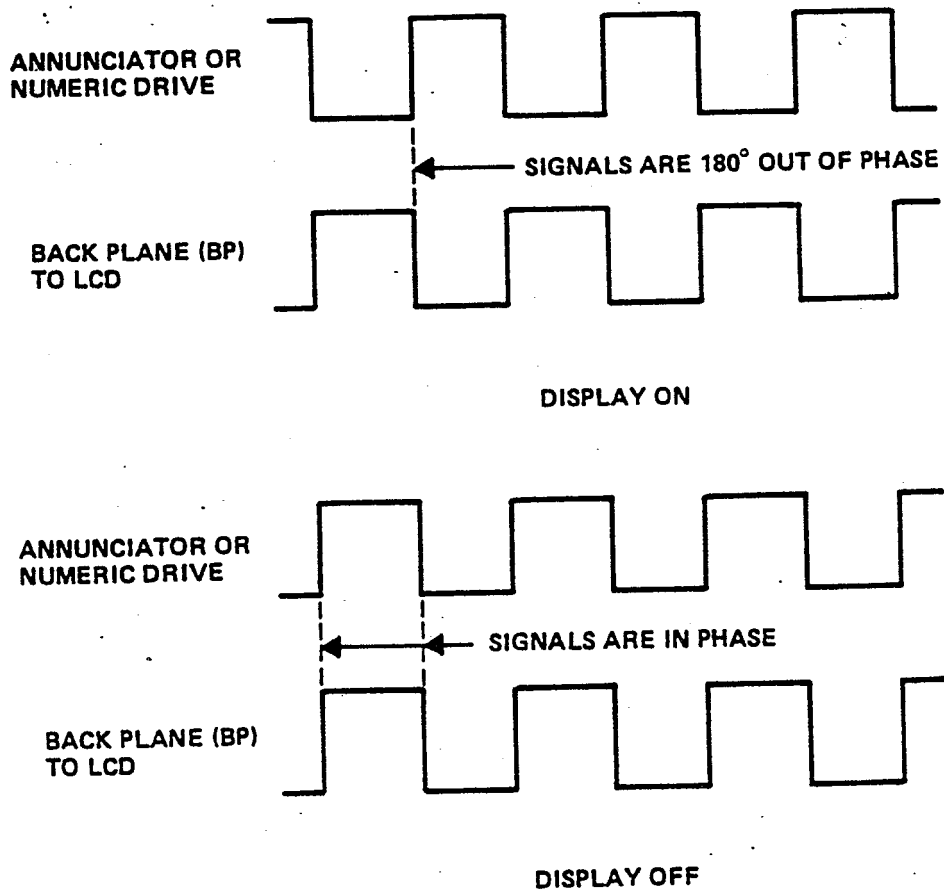 ANNUNCIATOR OR
NUMERIC DRIVE
SIGNALS ARE 180° OUT OF PHASE
BACK PLANE (BP)
TO LCD
DISPLAY ON
ANNUNCIATOR OR
NUMERIC DRIVE
SIGNALS ARE IN PHASE
BACK PLANE (BP)
TO LCD
DISPLAY OFF